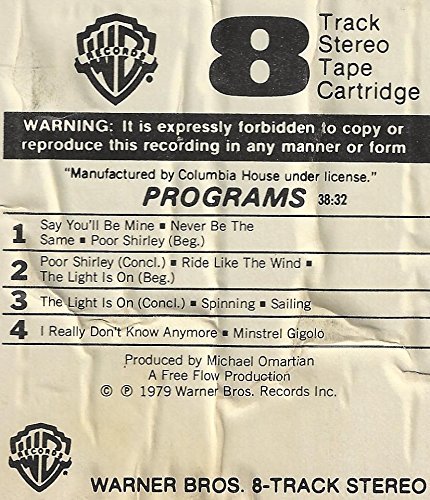 WB
RECORDS
8 Track
Stereo
Tape
Cartridge
WARNING: It is expressly forbidden to copy or
reproduce this recording in any manner or form
"Manufactured by Columbia House under license."
PROGRAMS 38:32
1 Say You'll Be Mine ▪ Never Be The
Same ▪ Poor Shirley (Beg.)
2 Poor Shirley (Concl.) ▪ Ride Like The Wind ▪
The Light Is On (Beg.)
3 The Light Is On (Concl.) ▪ Spinning ▪ Sailing
4 I Really Don't Know Anymore ▪ Minstrel Gigolo
Produced by Michael Omartian
A Free Flow Production
© ℗ 1979 Warner Bros. Records Inc.
WB
RECORDS
WARNER BROS. 8-TRACK STEREO